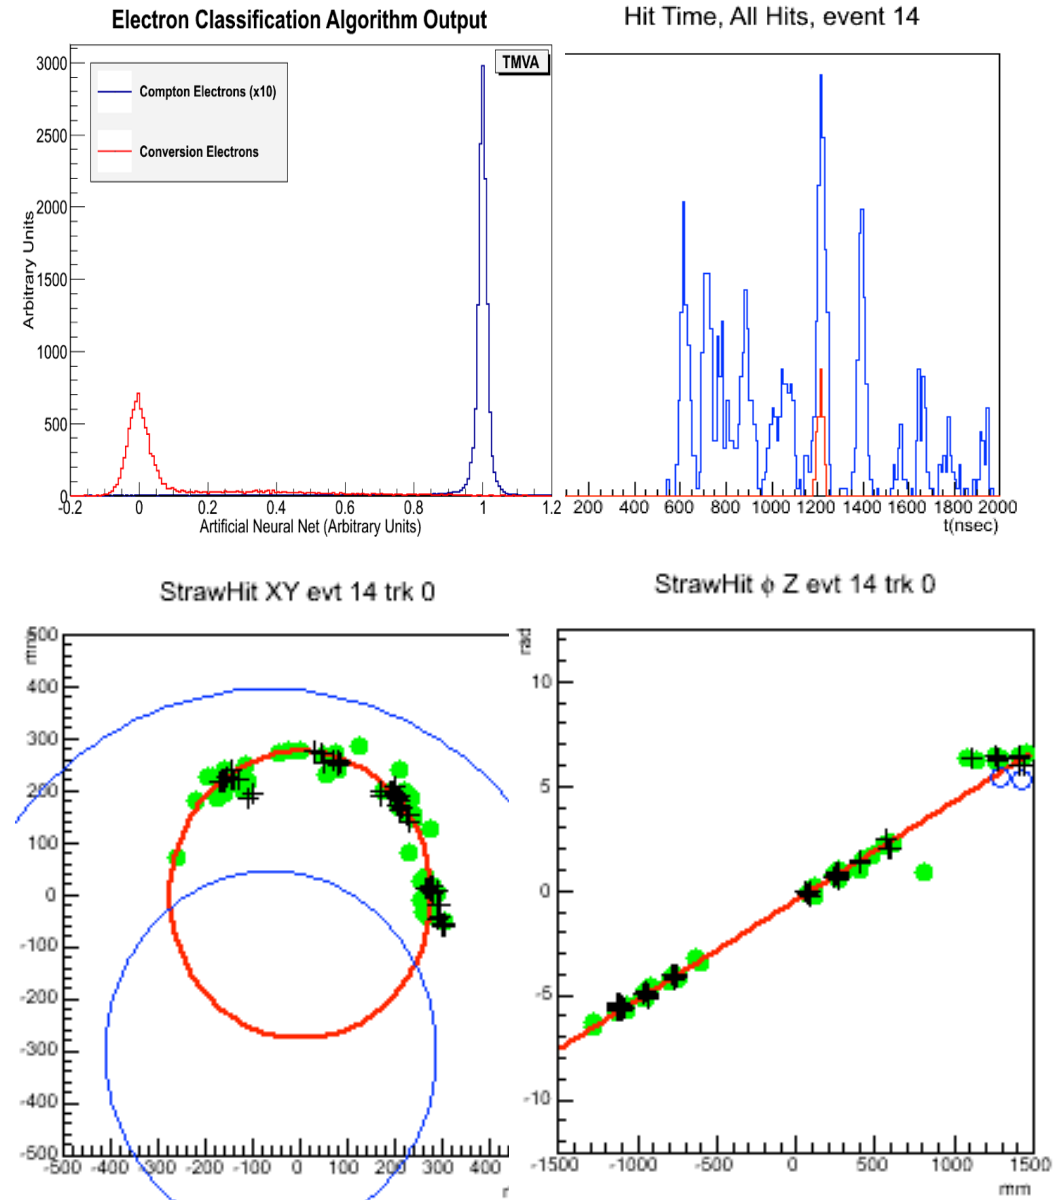 Electron Classification Algorithm Output
TMVA
Compton Electrons (x10)
Conversion Electrons
Arbitrary Units
3000
2500
2000
1500
1000
500
0
-0.2 0 0.2 0.4 0.6 0.8 1 1.2
Artificial Neural Net (Arbitrary Units)
Hit Time, All Hits, event 14
200 400 600 800 1000 1200 1400 1600 1800 2000
t(nsec)
StrawHit XY evt 14 trk 0
mm
500
400
300
200
100
0
-100
-200
-300
-400
-500
-500 -400 -300 -200 -100 0 100 200 300 400
StrawHit ϕ Z evt 14 trk 0
rad
10
5
0
-5
-10
-1500 -1000 -500 0 500 1000 1500
mm